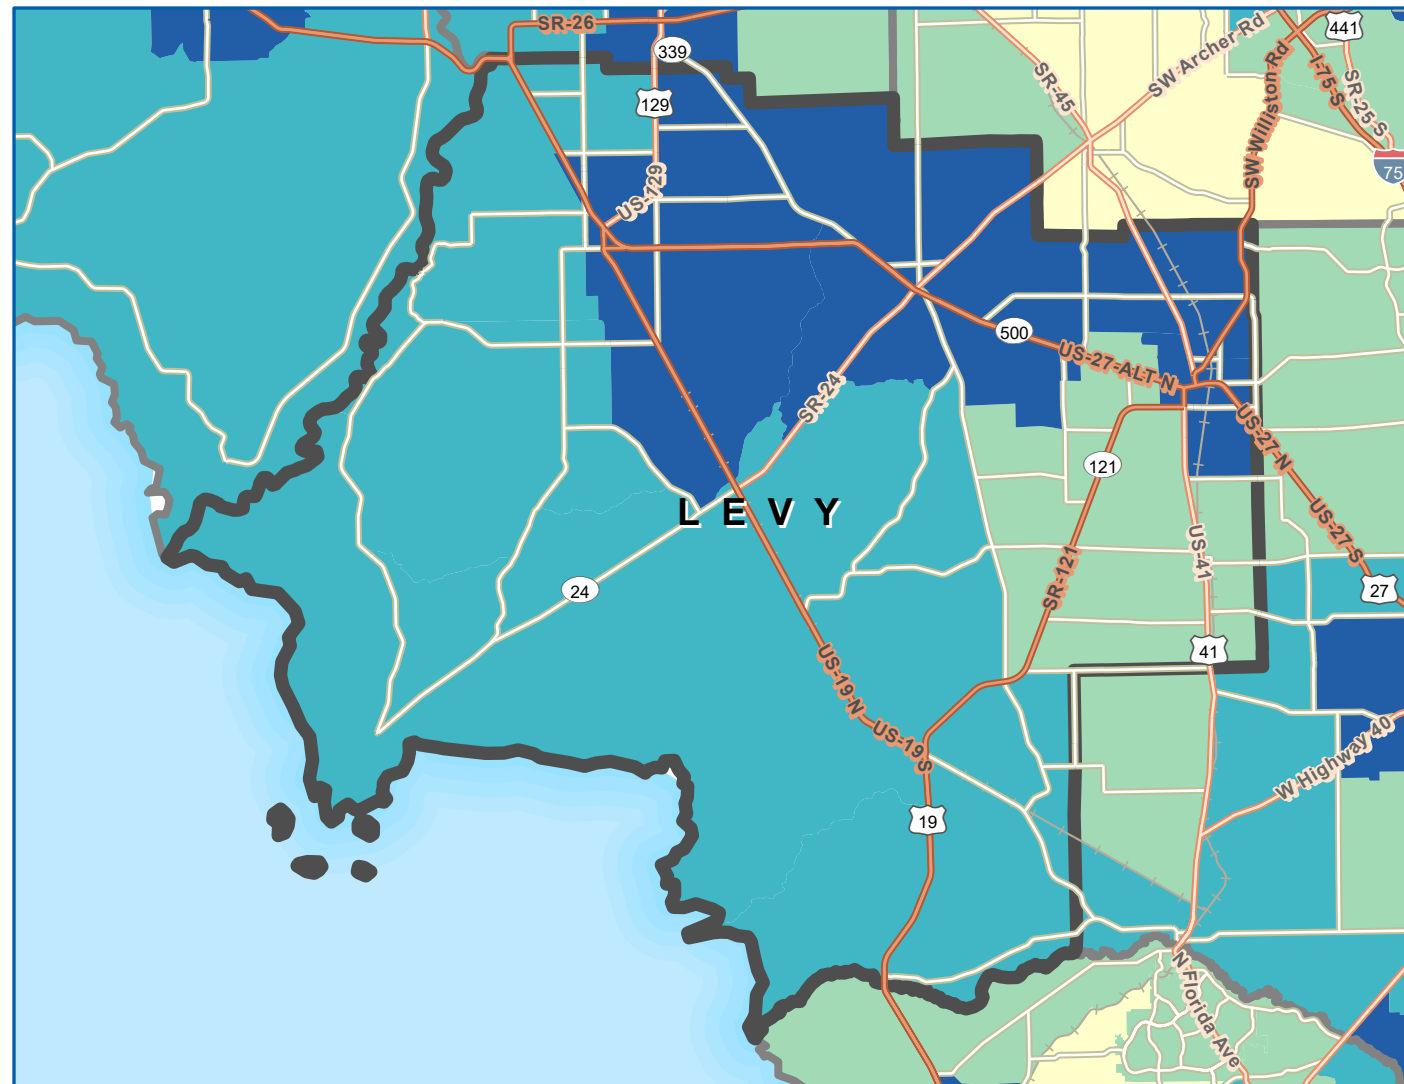 SR-26
339
129
US-129
SR-45
SW Archer Rd
441
I-75 S
SR-25 S
75
SW Williston Rd
500
US-27-ALT N
SR-24
121
US-27 N
US-27 S
LEVY
24
SR-121
US-41
27
41
US-19 N
US-19 S
W Highway 40
19
N Florida Ave